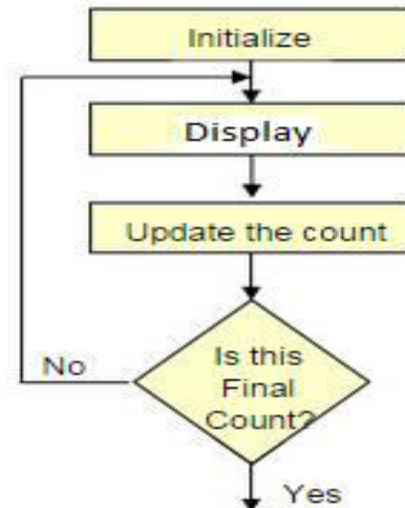 Initialize
Display
Update the count
Is this
Final
Count?
No
Yes